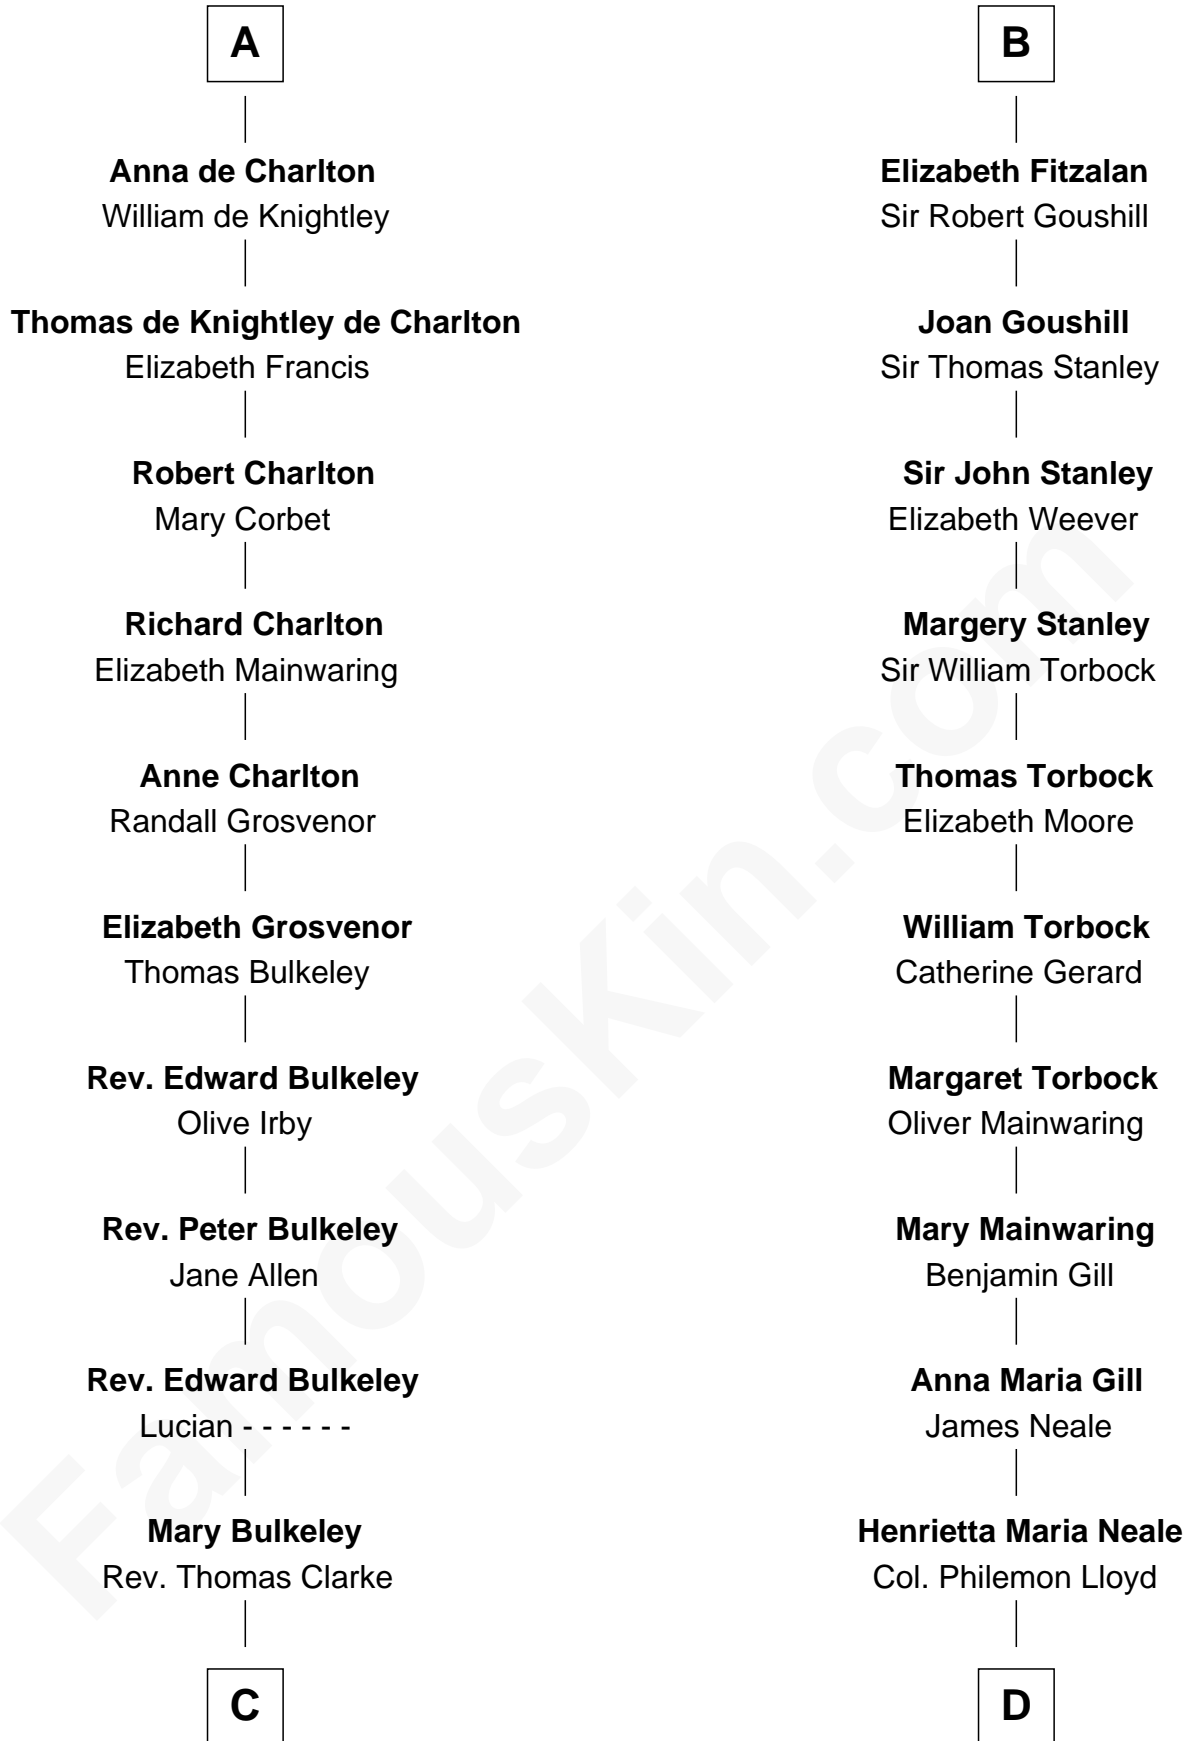 A
Anna de Charlton
William de Knightley
Thomas de Knightley de Charlton
Elizabeth Francis
Robert Charlton
Mary Corbet
Richard Charlton
Elizabeth Mainwaring
Anne Charlton
Randall Grosvenor
Elizabeth Grosvenor
Thomas Bulkeley
Rev. Edward Bulkeley
Olive Irby
Rev. Peter Bulkeley
Jane Allen
Rev. Edward Bulkeley
Lucian - - - - - -
Mary Bulkeley
Rev. Thomas Clarke
C
B
Elizabeth Fitzalan
Sir Robert Goushill
Joan Goushill
Sir Thomas Stanley
Sir John Stanley
Elizabeth Weever
Margery Stanley
Sir William Torbock
Thomas Torbock
Elizabeth Moore
William Torbock
Catherine Gerard
Margaret Torbock
Oliver Mainwaring
Mary Mainwaring
Benjamin Gill
Anna Maria Gill
James Neale
Henrietta Maria Neale
Col. Philemon Lloyd
D
FamousKin.com